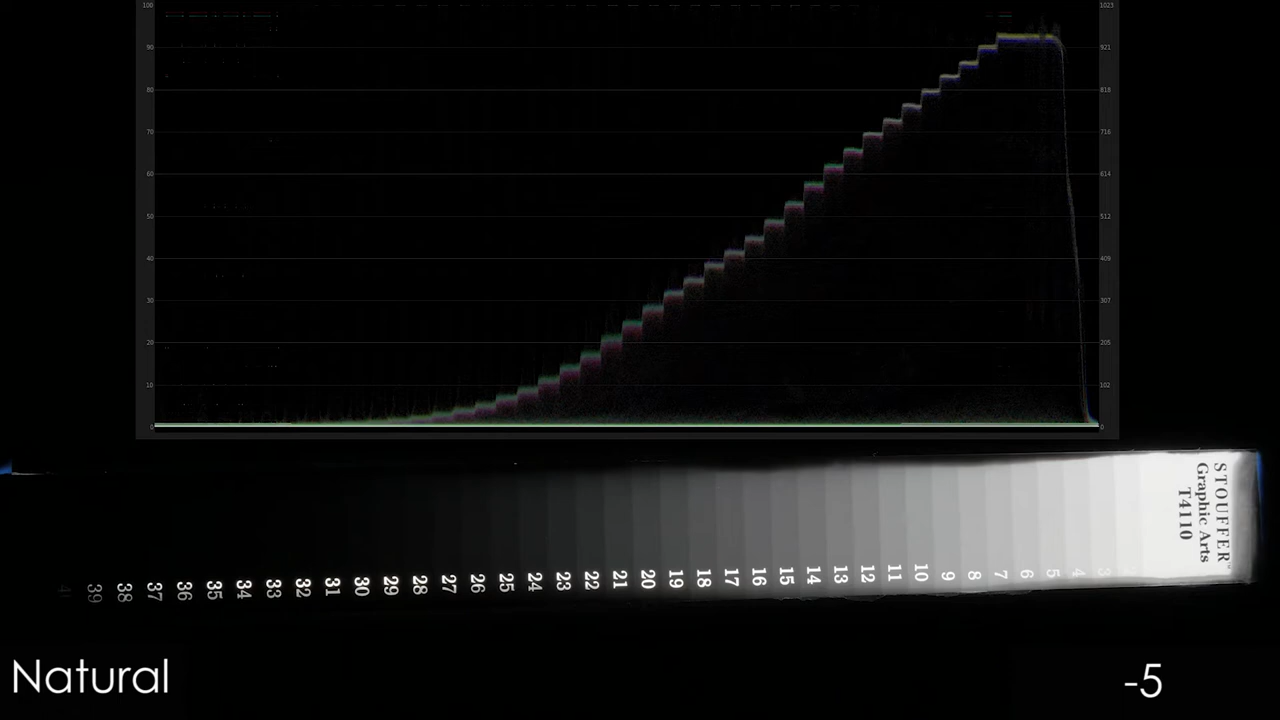 100 1023
90 921
80 818
70 716
60 614
50 512
40 409
30 307
20 205
10 102
0 0
STOUFFER
Graphic Arts
T4110
41 39 38 37 36 35 34 33 32 31 30 29 28 27 26 25 24 23 22 21 20 19 18 17 16 15 14 13 12 11 10 9 8 7 6 5 4 3
Natural
-5